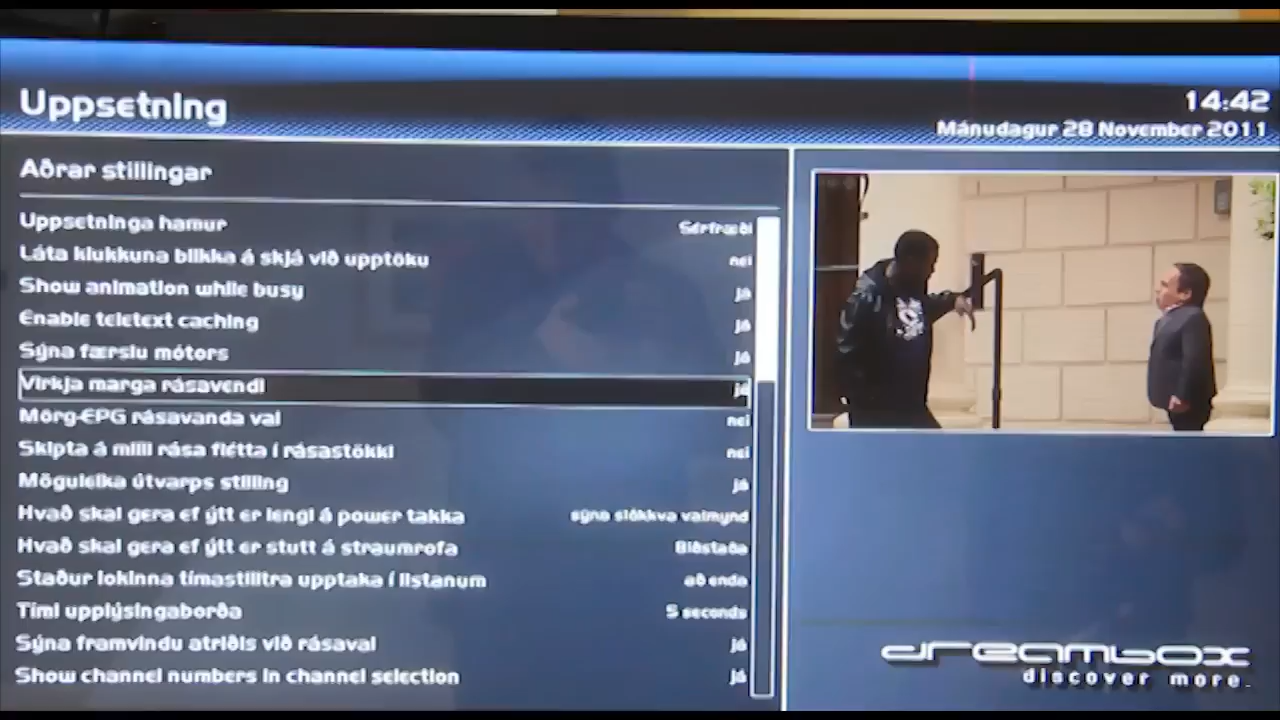 Uppsetning
14:42
Mánudagur 28 November 2011
Aðrar stillingar
Uppsetninga hamur Sérfræði
Láta klukkuna blikka á skjá við upptöku nei
Show animation while busy já
Enable teletext caching já
Sýna færslu mótors já
Virkja marga rásavendi já
Mörg-EPG rásavanda val nei
Skipta á milli rása flétta í rásastökki nei
Möguleika útvarps stilling já
Hvað skal gera ef ýtt er lengi á power takka sýna slökkva valmynd
Hvað skal gera ef ýtt er stutt á straumrofa Biðstaða
Staður lokinna tímastilltra upptaka í listanum að enda
Tími upplýsingaborða 5 seconds
Sýna framvindu atriðis við rásaval já
Show channel numbers in channel selection já
dreambox
discover more.